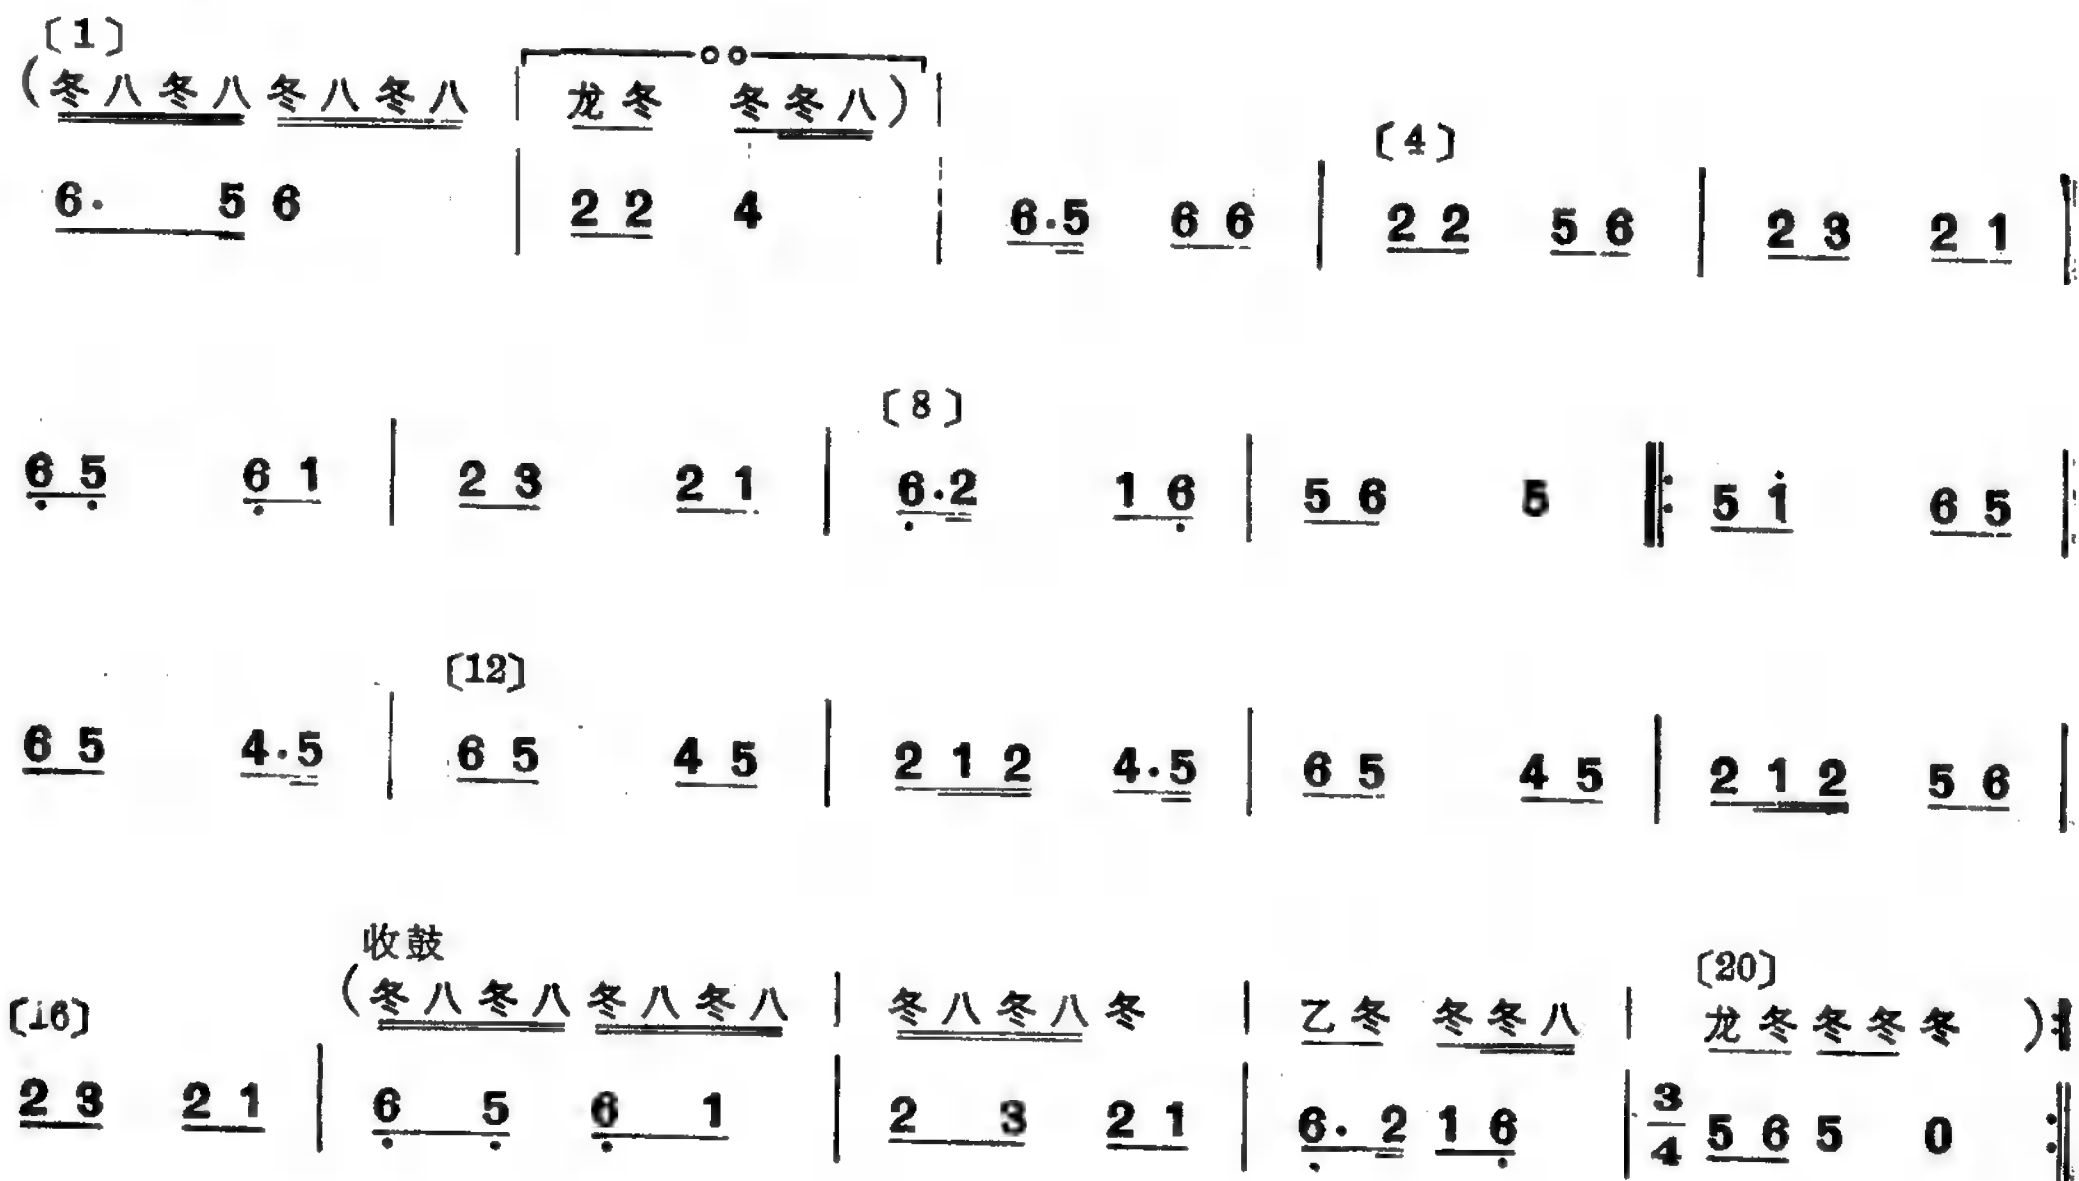 〔1〕
(冬八冬八 冬八冬八 | 龙冬 冬冬八) |
〔4〕
6· 5 6 | 2 2 4 | 6·5 6 6 | 2 2 5 6 | 2 3 2 1 |
〔8〕
6 5 6 1 | 2 3 2 1 | 6·2 1 6 | 5 6 5 ‖: 5 1 6 5 |
〔12〕
6 5 4·5 | 6 5 4 5 | 2 1 2 4·5 | 6 5 4 5 | 2 1 2 5 6 |
收鼓
〔16〕 (冬八冬八 冬八冬八 | 冬八冬八 冬 | 乙冬 冬冬八 | 〔20〕 龙冬 冬冬 冬 ) :‖
2 3 2 1 | 6 5 6 1 | 2 3 2 1 | 6· 2 1 6 | 3/4 5 6 5 0 :‖